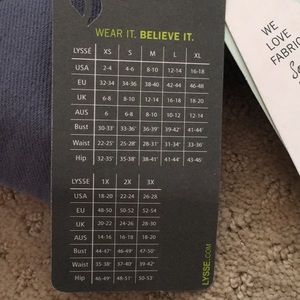 WEAR IT. BELIEVE IT.
LYSSÉ XS S M L XL
USA 2-4 4-6 8-10 12-14 16-18
EU 34-36 36-38 38-40 42-44 46-48
UK 6-8 8-10 12-14 16-18 18-20
AUS 6 6-8 8-10 10-12 12-14
Bust 30-33" 33-36" 36-39" 39-42" 41-44"
Waist 22-25" 25-28" 28-31" 31-34" 34-36"
Hip 32-35" 35-38" 38-41" 41-44" 43-46"
LYSSÉ 1X 2X 3X
USA 18-20 22-24 26-28
EU 48-50 50-52 52-54
UK 20-22 24-26 28-30
AUS 14-16 16-18 18-20
Bust 44-47" 46-49" 47-50"
Waist 35-38" 37-40" 39-42"
Hip 46-49" 48-51" 50-53"
LYSSE.COM
WE
LOVE
FABRIC